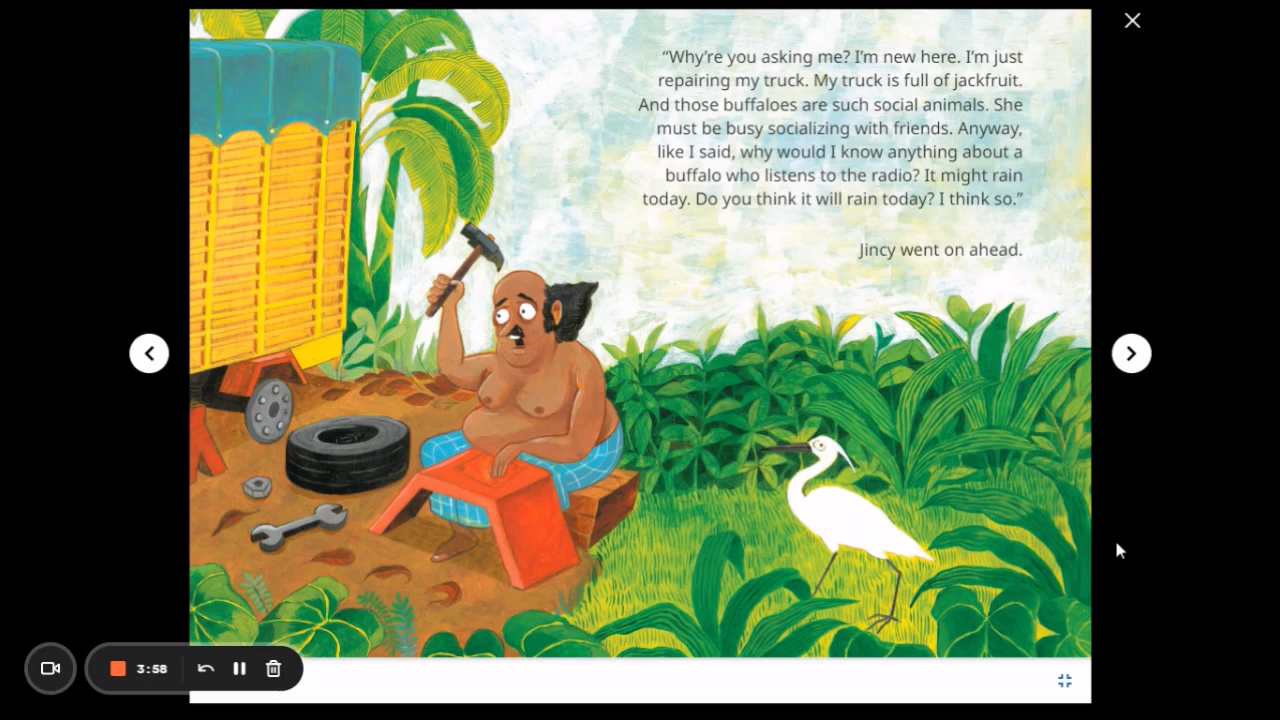 “Why’re you asking me? I’m new here. I’m just
repairing my truck. My truck is full of jackfruit.
And those buffaloes are such social animals. She
must be busy socializing with friends. Anyway,
like I said, why would I know anything about a
buffalo who listens to the radio? It might rain
today. Do you think it will rain today? I think so.”
Jincy went on ahead.
3:58